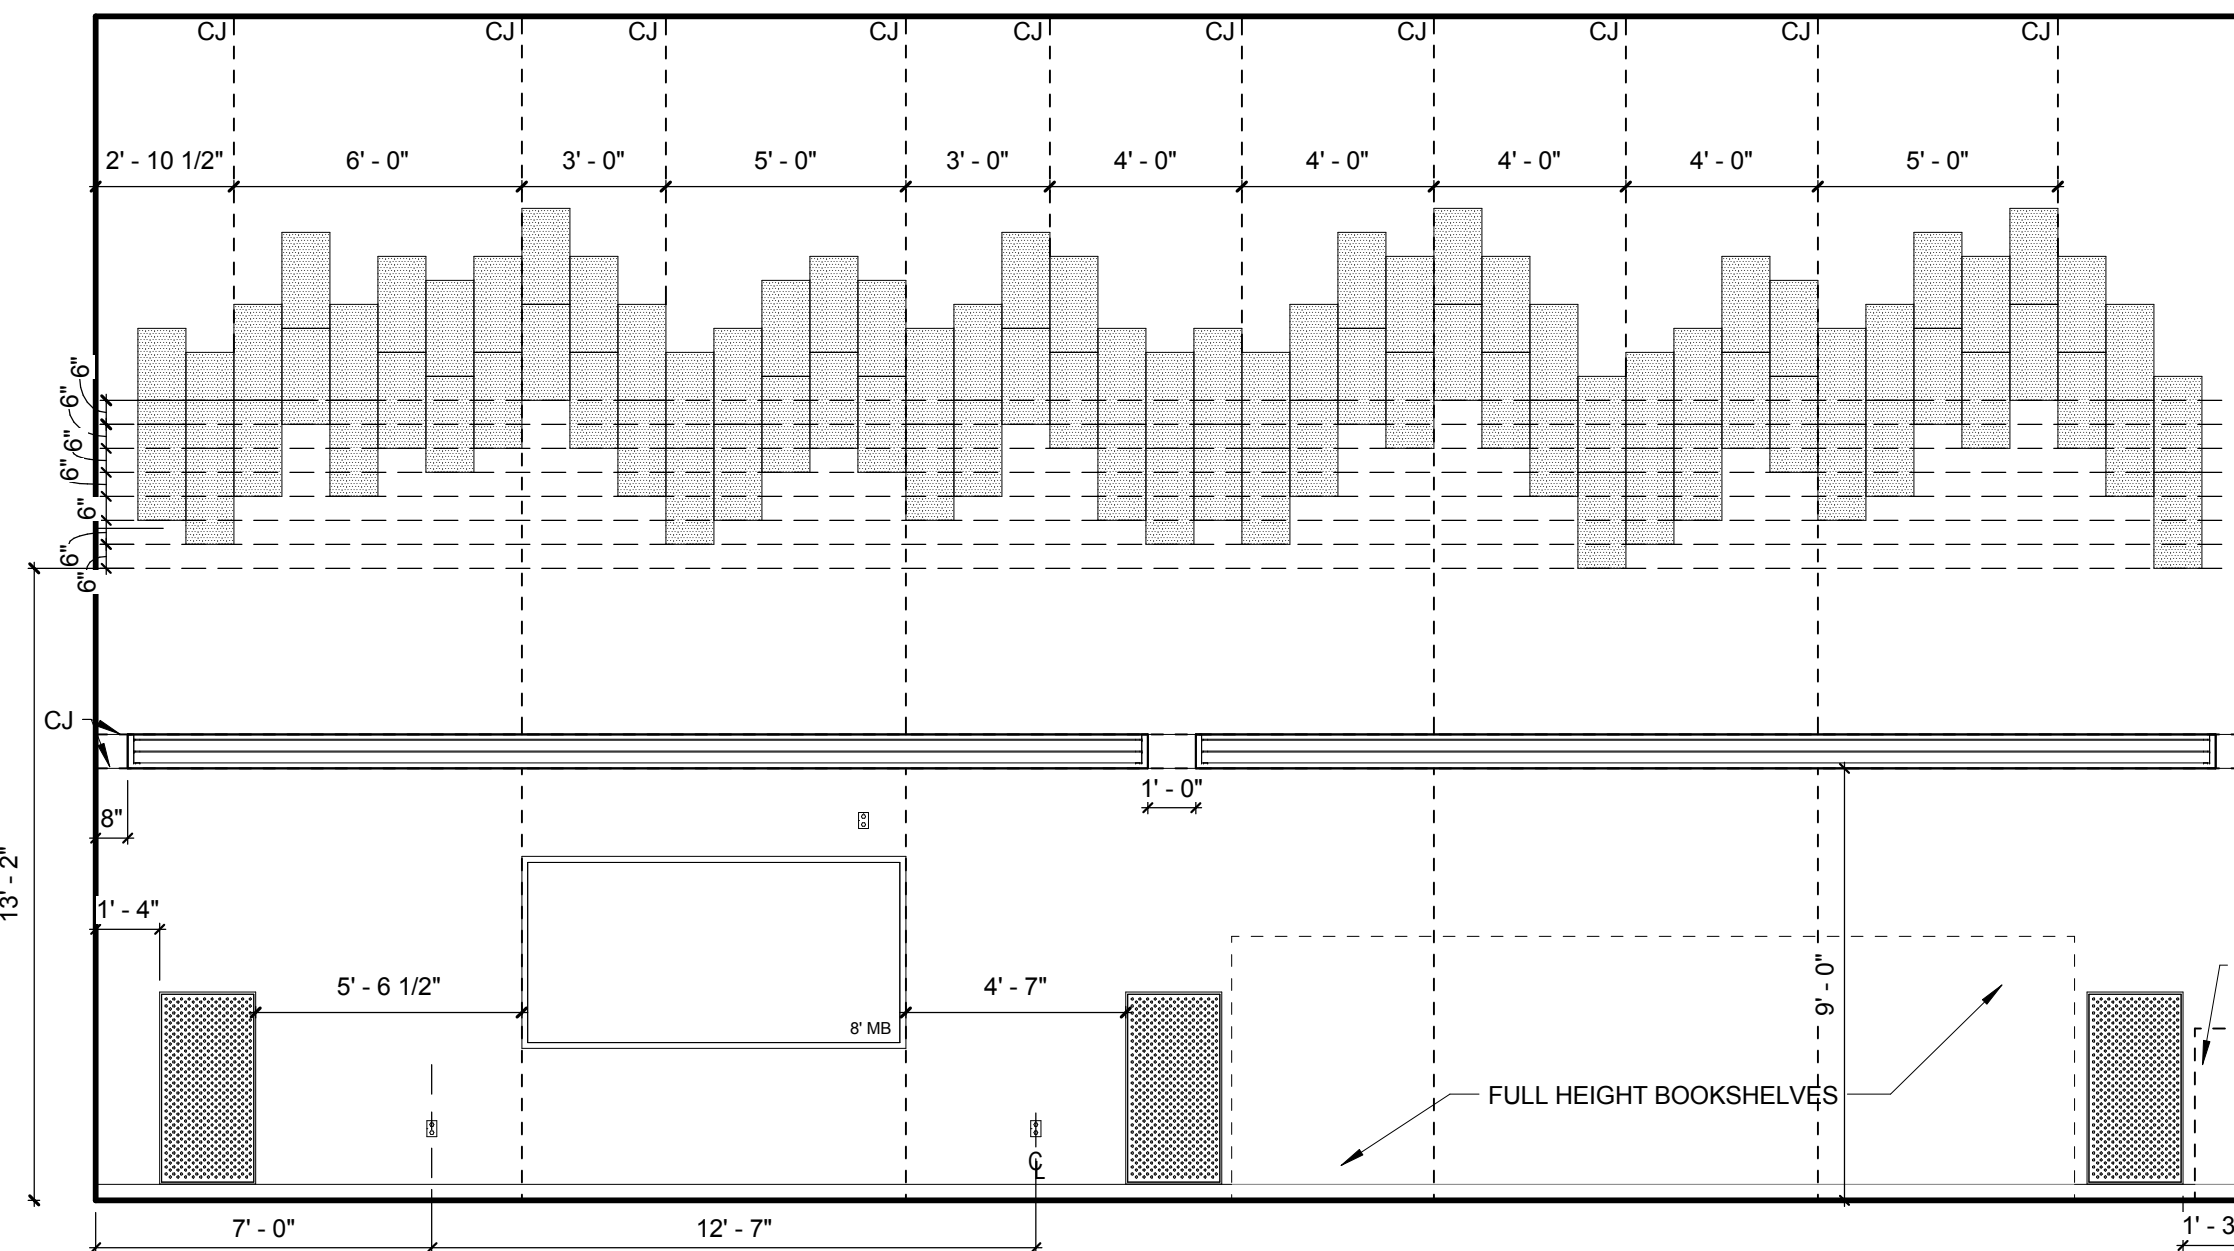 CJ CJ CJ CJ CJ CJ CJ CJ CJ CJ
2' - 10 1/2" 6' - 0" 3' - 0" 5' - 0" 3' - 0" 4' - 0" 4' - 0" 4' - 0" 4' - 0" 5' - 0"
6"
6"
6"
6"
6"
6"
6"
CJ
1' - 0"
8"
13' - 2"
1' - 4"
5' - 6 1/2" 4' - 7" 9' - 0"
8' MB
FULL HEIGHT BOOKSHELVES
CL
7' - 0" 12' - 7" 1' - 3